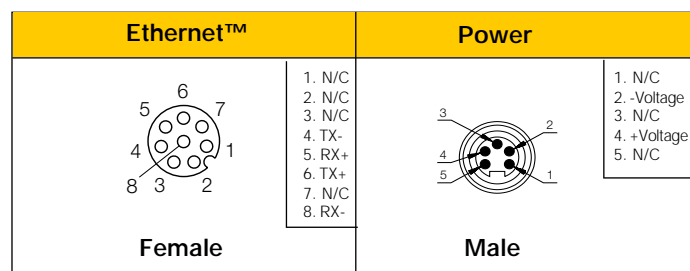 Ethernet™
Power
1. N/C
2. N/C
3. N/C
4. TX-
5. RX+
6. TX+
7. N/C
8. RX-
6
5
7
4
1
8
3
2
Female
1. N/C
2. -Voltage
3. N/C
4. +Voltage
5. N/C
3
2
4
5
1
Male